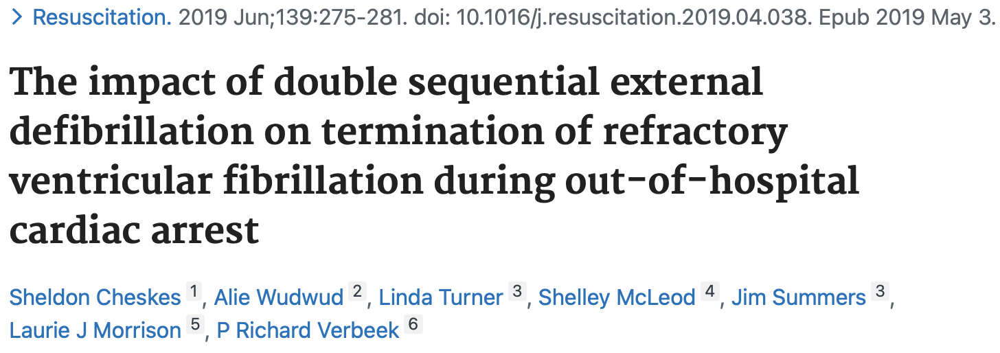 > Resuscitation. 2019 Jun;139:275-281. doi: 10.1016/j.resuscitation.2019.04.038. Epub 2019 May 3.
The impact of double sequential external
defibrillation on termination of refractory
ventricular fibrillation during out-of-hospital
cardiac arrest
Sheldon Cheskes 1, Alie Wudwud 2, Linda Turner 3, Shelley McLeod 4, Jim Summers 3,
Laurie J Morrison 5, P Richard Verbeek 6